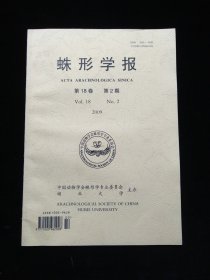 蛛形学报
ACTA ARACHNOLOGICA SINICA
第18卷 第2期
Vol. 18 No. 2
2009
中国动物学会蛛形学专业委员会
湖北大学
主办
ARACHNOLOGICAL SOCIETY OF CHINA
HUBEI UNIVERSITY